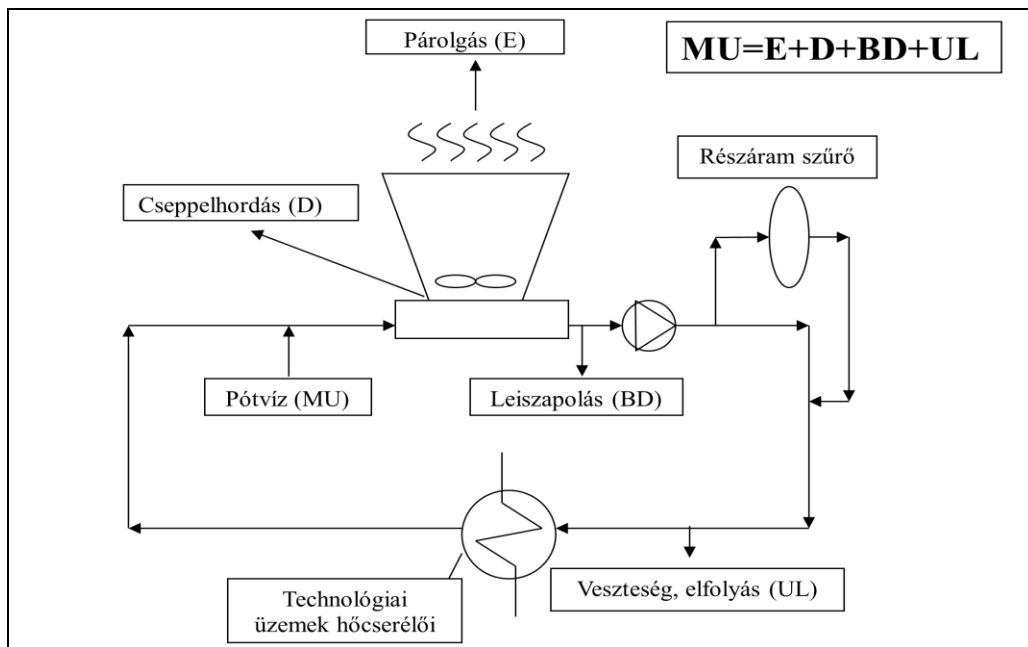 Párolgás (E)
MU=E+D+BD+UL
Részáram szűrő
Cseppelhordás (D)
Pótvíz (MU)
Leiszapolás (BD)
Technológiai
üzemek hőcserélői
Veszteség, elfolyás (UL)